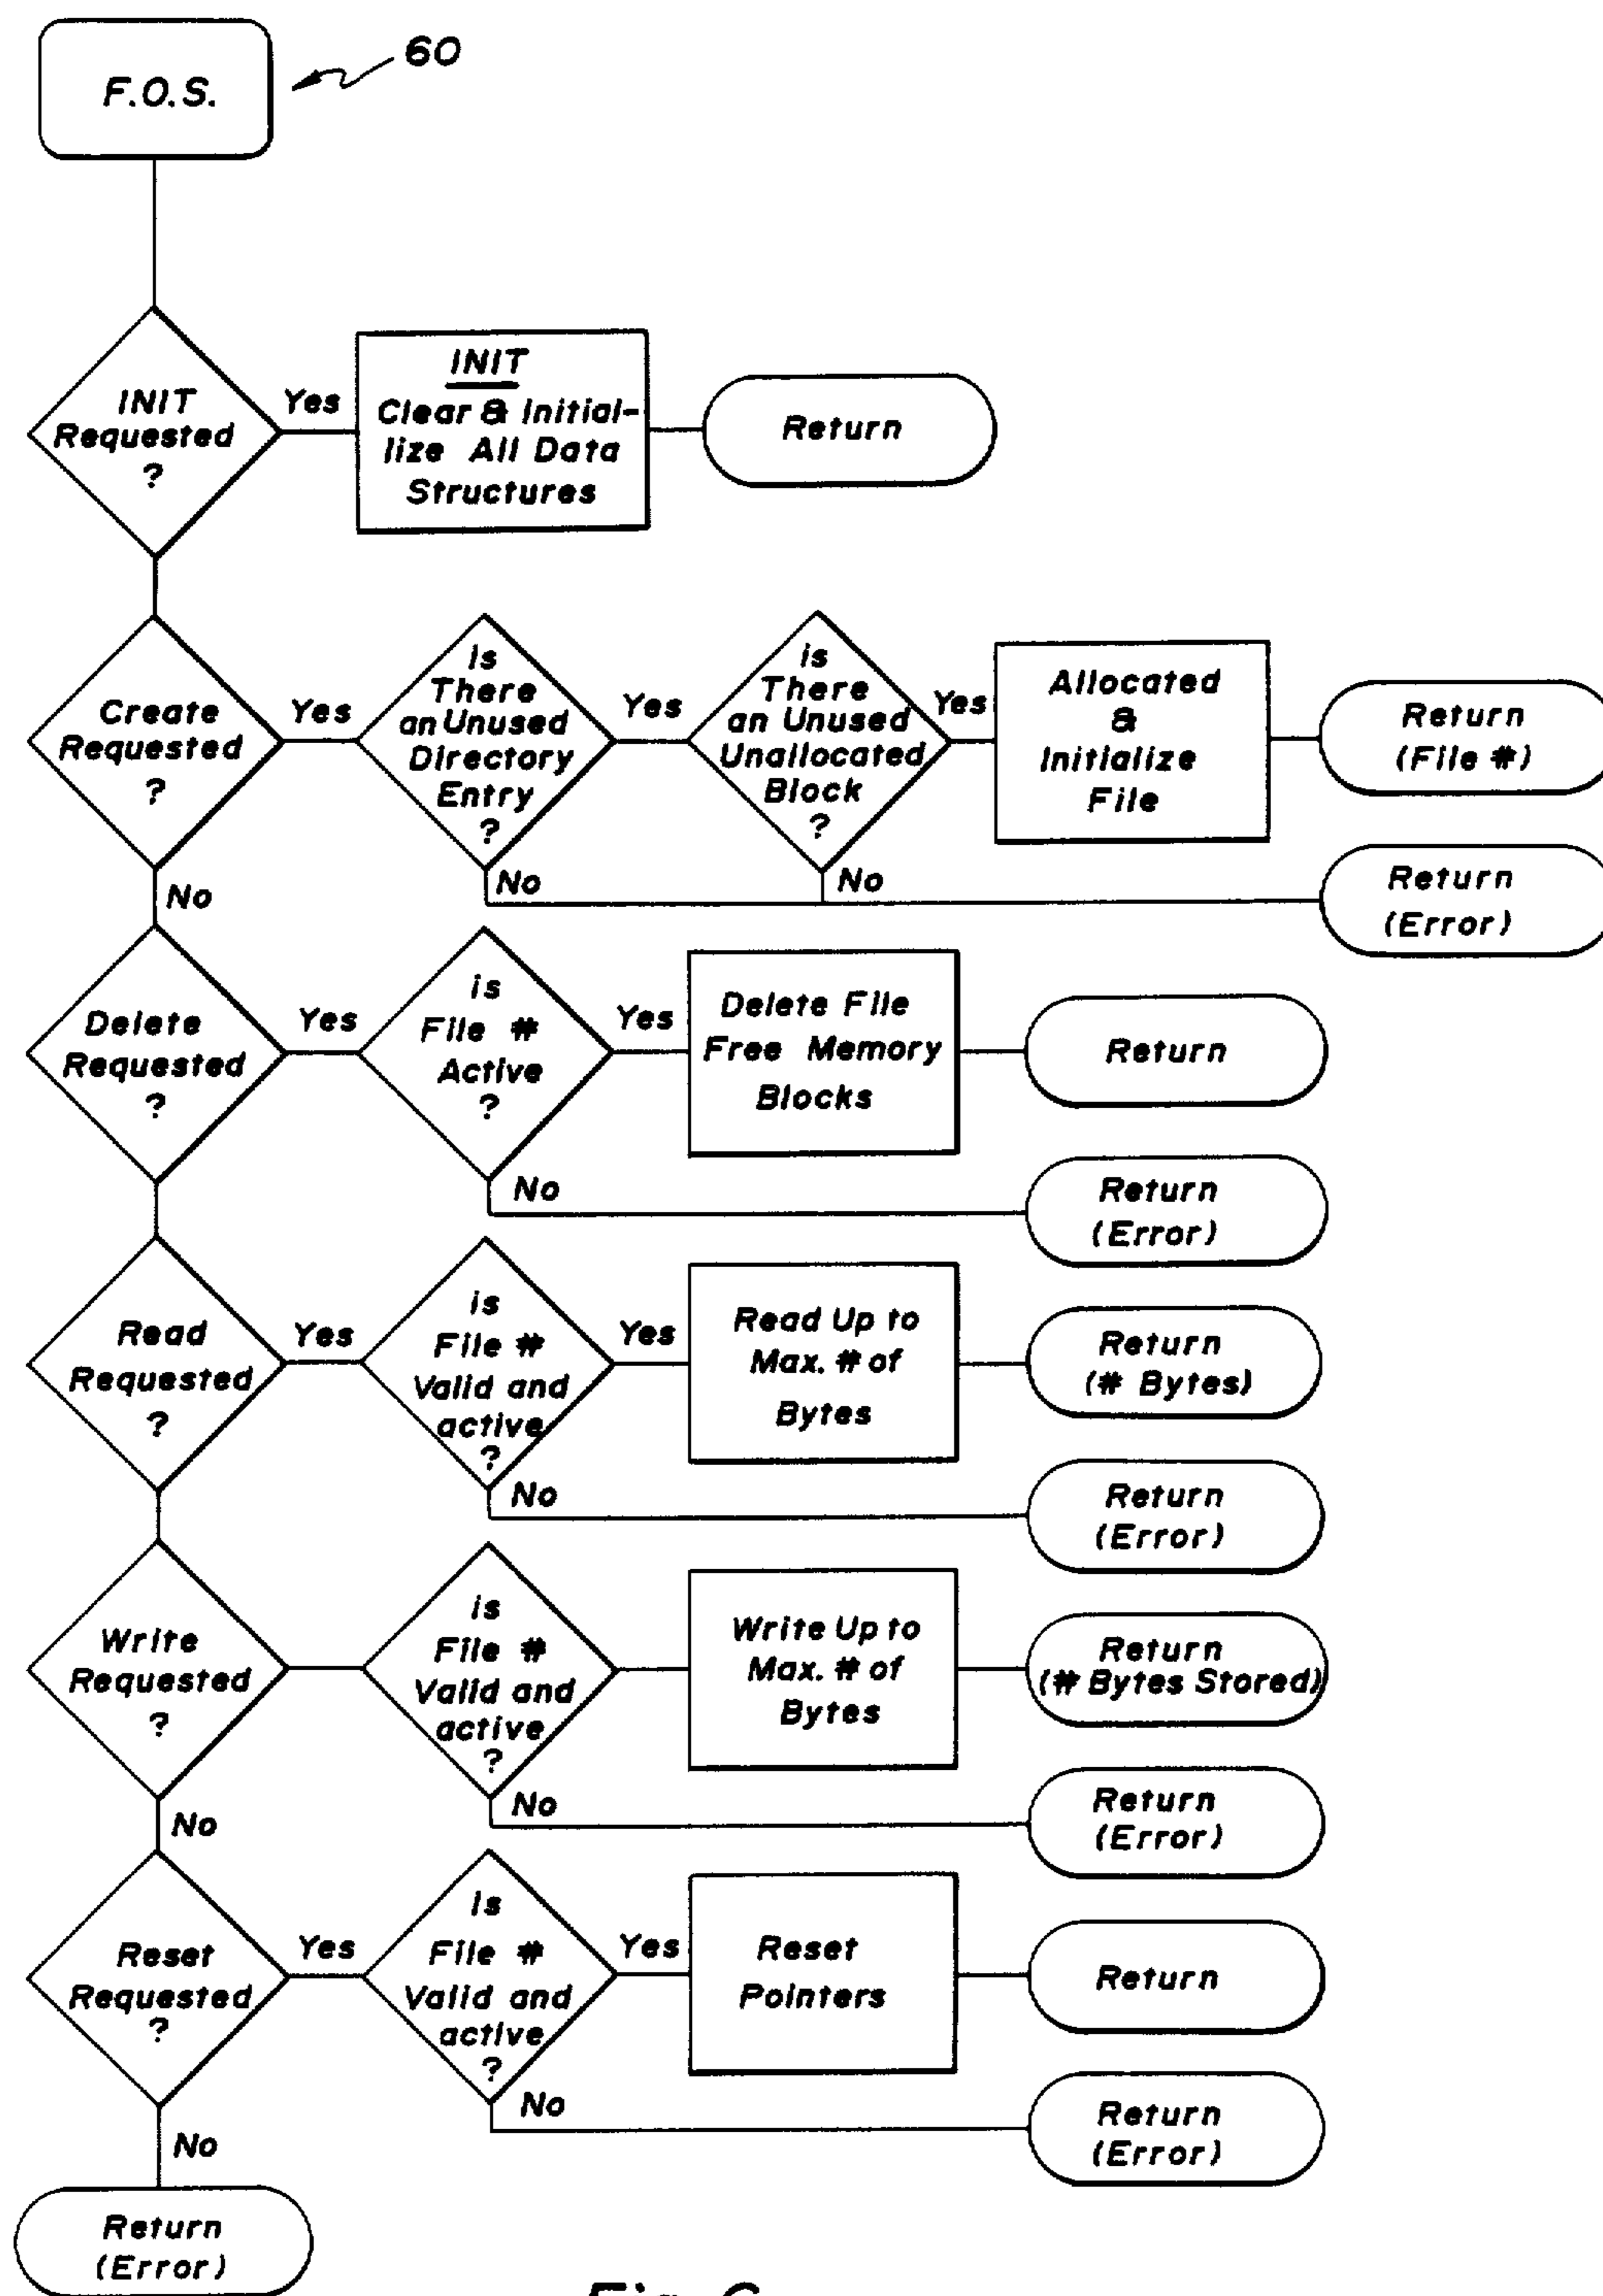 F.O.S.
60
INIT
Requested
?
Yes
INIT
Clear & Initial-
lize All Data
Structures
Return
Create
Requested
?
Yes
is
There
an Unused
Directory
Entry
?
Yes
is
There
an Unused
Unallocated
Block
?
Yes
Allocated
&
Initialize
File
Return
(File #)
No
No
No
Return
(Error)
Delete
Requested
?
Yes
is
File #
Active
?
Yes
Delete File
Free Memory
Blocks
Return
No
Return
(Error)
Read
Requested
?
Yes
is
File #
Valid and
active
?
Yes
Read Up to
Max. # of
Bytes
Return
(# Bytes)
No
Return
(Error)
Write
Requested
?
is
File #
Valid and
active
?
Write Up to
Max. # of
Bytes
Return
(# Bytes Stored)
No
No
Return
(Error)
Reset
Requested
?
Yes
Is
File #
Valid and
active
?
Yes
Reset
Pointers
Return
No
Return
(Error)
No
Return
(Error)